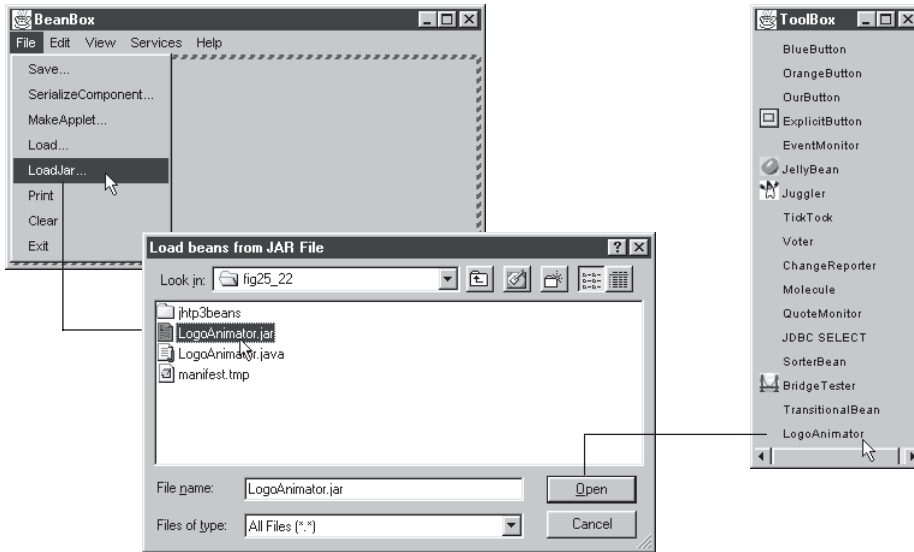 BeanBox
File Edit View Services Help
Save...
SerializeComponent...
MakeApplet...
Load...
LoadJar...
Print
Clear
Exit
Load beans from JAR File
Look in: fig25_22
jhtp3beans
LogoAnimator.jar
LogoAnimator.java
manifest.tmp
File name: LogoAnimator.jar
Open
Files of type: All Files (*.*)
Cancel
ToolBox
BlueButton
OrangeButton
OurButton
ExplicitButton
EventMonitor
JellyBean
Juggler
TickTock
Voter
ChangeReporter
Molecule
QuoteMonitor
JDBC SELECT
SorterBean
BridgeTester
TransitionalBean
LogoAnimator